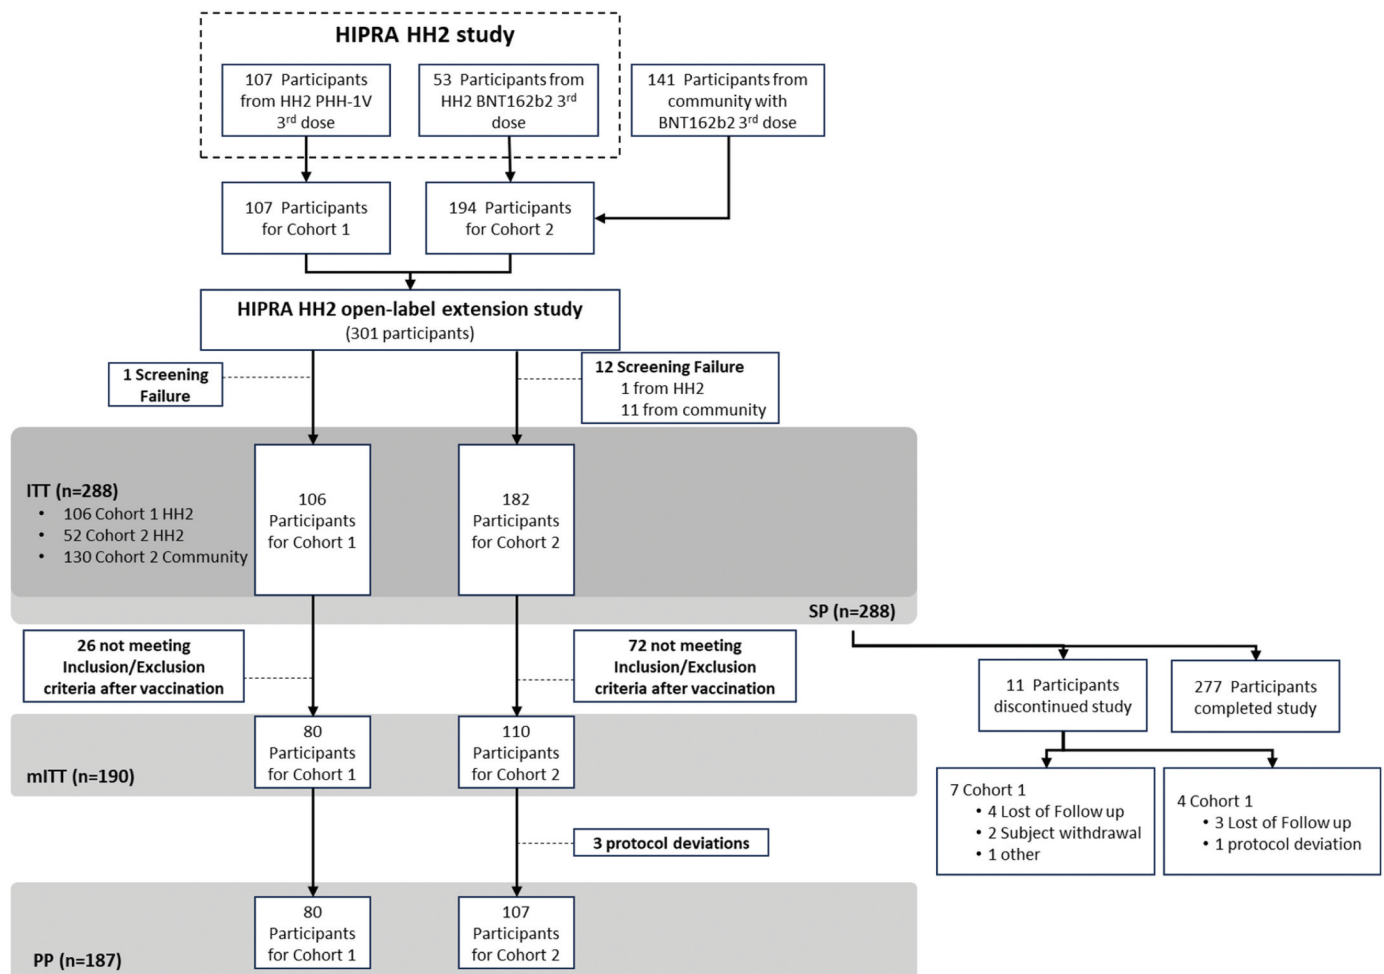 HIPRA HH2 study
107 Participants
from HH2 PHH-1V
3rd dose
53 Participants from
HH2 BNT162b2 3rd
dose
141 Participants from
community with
BNT162b2 3rd dose
107 Participants
for Cohort 1
194 Participants
for Cohort 2
HIPRA HH2 open-label extension study
(301 participants)
1 Screening
Failure
12 Screening Failure
1 from HH2
11 from community
ITT (n=288)
• 106 Cohort 1 HH2
• 52 Cohort 2 HH2
• 130 Cohort 2 Community
106
Participants
for Cohort 1
182
Participants
for Cohort 2
SP (n=288)
26 not meeting
Inclusion/Exclusion
criteria after vaccination
72 not meeting
Inclusion/Exclusion
criteria after vaccination
11 Participants
discontinued study
277 Participants
completed study
mITT (n=190)
80
Participants
for Cohort 1
110
Participants
for Cohort 2
7 Cohort 1
• 4 Lost of Follow up
• 2 Subject withdrawal
• 1 other
4 Cohort 1
• 3 Lost of Follow up
• 1 protocol deviation
3 protocol deviations
PP (n=187)
80
Participants
for Cohort 1
107
Participants
for Cohort 2